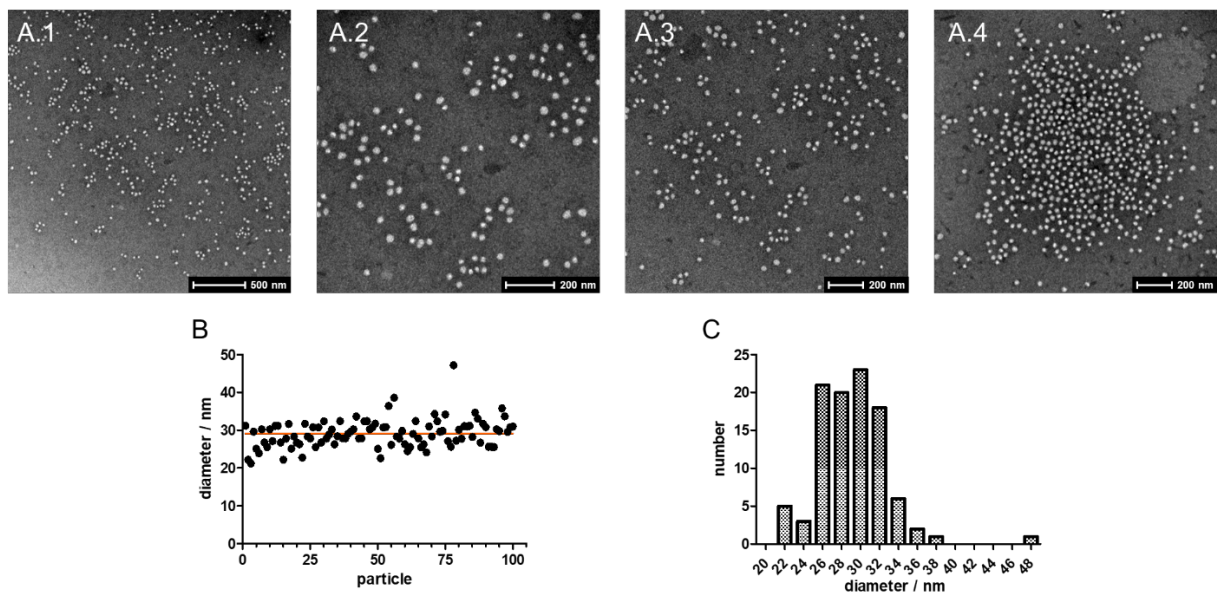 A.1
A.2
A.3
A.4
500 nm
200 nm
200 nm
200 nm
B
C
50
40
30
20
10
0
diameter / nm
0 25 50 75 100
particle
25
20
15
10
5
0
number
20 22 24 26 28 30 32 34 36 38 40 42 44 46 48
diameter / nm